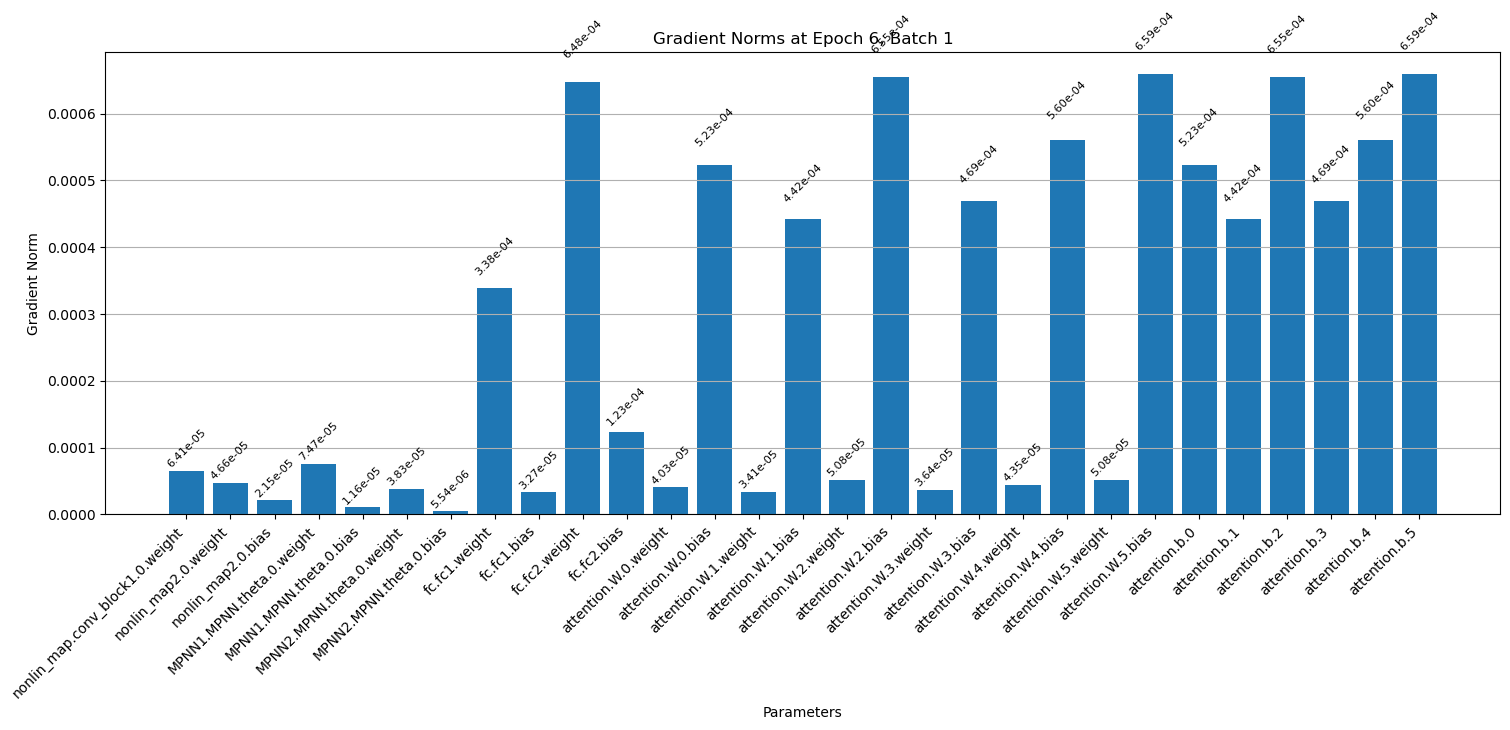 Gradient Norms at Epoch 6, Batch 1
Gradient Norm
0.0006
0.0005
0.0004
0.0003
0.0002
0.0001
0.0000
6.41e-05
4.66e-05
2.15e-05
7.47e-05
1.16e-05
3.83e-05
5.54e-06
3.38e-04
3.27e-05
6.48e-04
1.23e-04
4.03e-05
5.23e-04
3.41e-05
4.42e-04
5.08e-05
6.55e-04
3.64e-05
4.69e-04
4.35e-05
5.60e-04
5.08e-05
6.59e-04
5.23e-04
4.42e-04
6.55e-04
4.69e-04
5.60e-04
6.59e-04
nonlin_map.conv_block1.0.weight
nonlin_map2.0.weight
nonlin_map2.0.bias
MPNN1.MPNN.theta.0.weight
MPNN1.MPNN.theta.0.bias
MPNN2.MPNN.theta.0.weight
MPNN2.MPNN.theta.0.bias
fc.fc1.weight
fc.fc1.bias
fc.fc2.weight
fc.fc2.bias
attention.W.0.weight
attention.W.0.bias
attention.W.1.weight
attention.W.1.bias
attention.W.2.weight
attention.W.2.bias
attention.W.3.weight
attention.W.3.bias
attention.W.4.weight
attention.W.4.bias
attention.W.5.weight
attention.W.5.bias
attention.b.0
attention.b.1
attention.b.2
attention.b.3
attention.b.4
attention.b.5
Parameters